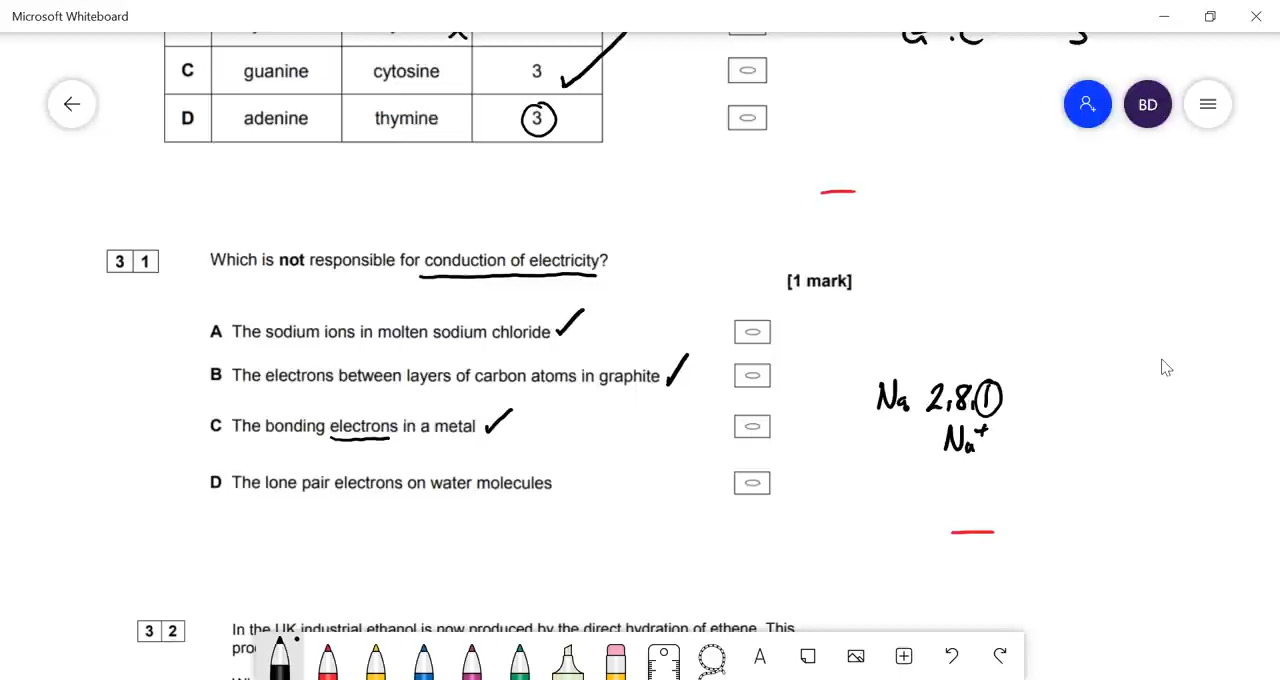 Microsoft Whiteboard
G : C 3
C guanine cytosine 3
D adenine thymine 3
BD
3 1 Which is not responsible for conduction of electricity?
[1 mark]
A The sodium ions in molten sodium chloride
B The electrons between layers of carbon atoms in graphite
C The bonding electrons in a metal
D The lone pair electrons on water molecules
Na 2,8,1
Na+
3 2 In the UK industrial ethanol is now produced by the direct hydration of ethene. This
A